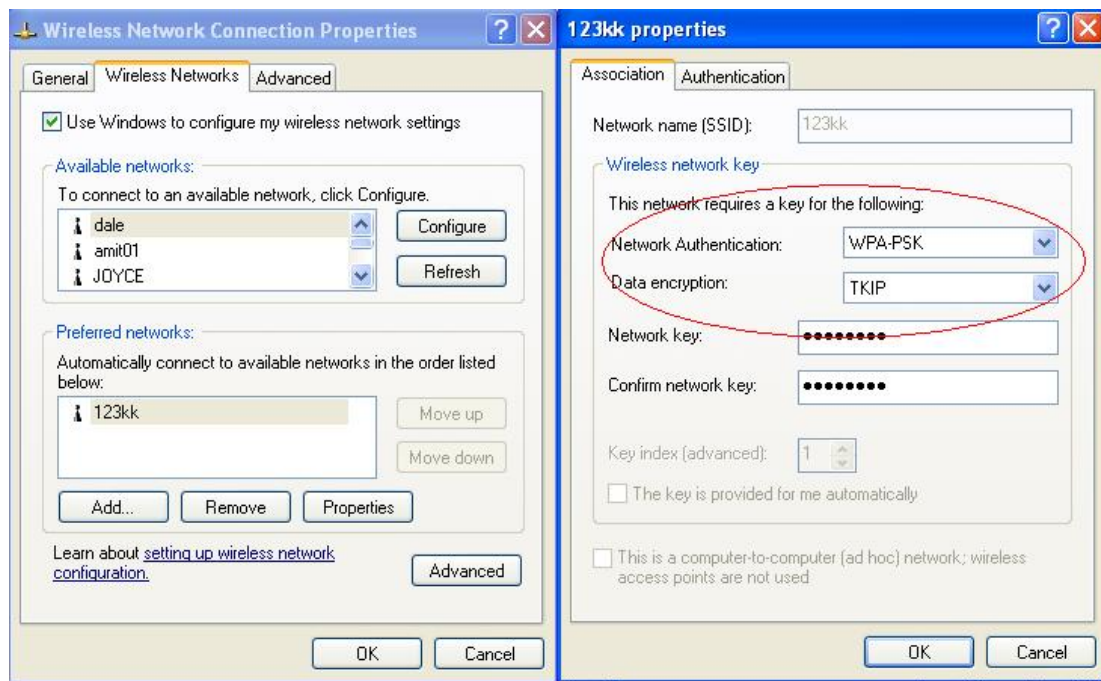 Wireless Network Connection Properties
General
Wireless Networks
Advanced
Use Windows to configure my wireless network settings
Available networks:
To connect to an available network, click Configure.
dale
amit01
JOYCE
Configure
Refresh
Preferred networks:
Automatically connect to available networks in the order listed
below:
123kk
Move up
Move down
Add...
Remove
Properties
Learn about setting up wireless network
configuration.
Advanced
OK
Cancel
123kk properties
Association
Authentication
Network name (SSID):
123kk
Wireless network key
This network requires a key for the following:
Network Authentication:
WPA-PSK
Data encryption:
TKIP
Network key:
••••••••
Confirm network key:
••••••••
Key index (advanced):
1
The key is provided for me automatically
This is a computer-to-computer (ad hoc) network; wireless
access points are not used
OK
Cancel